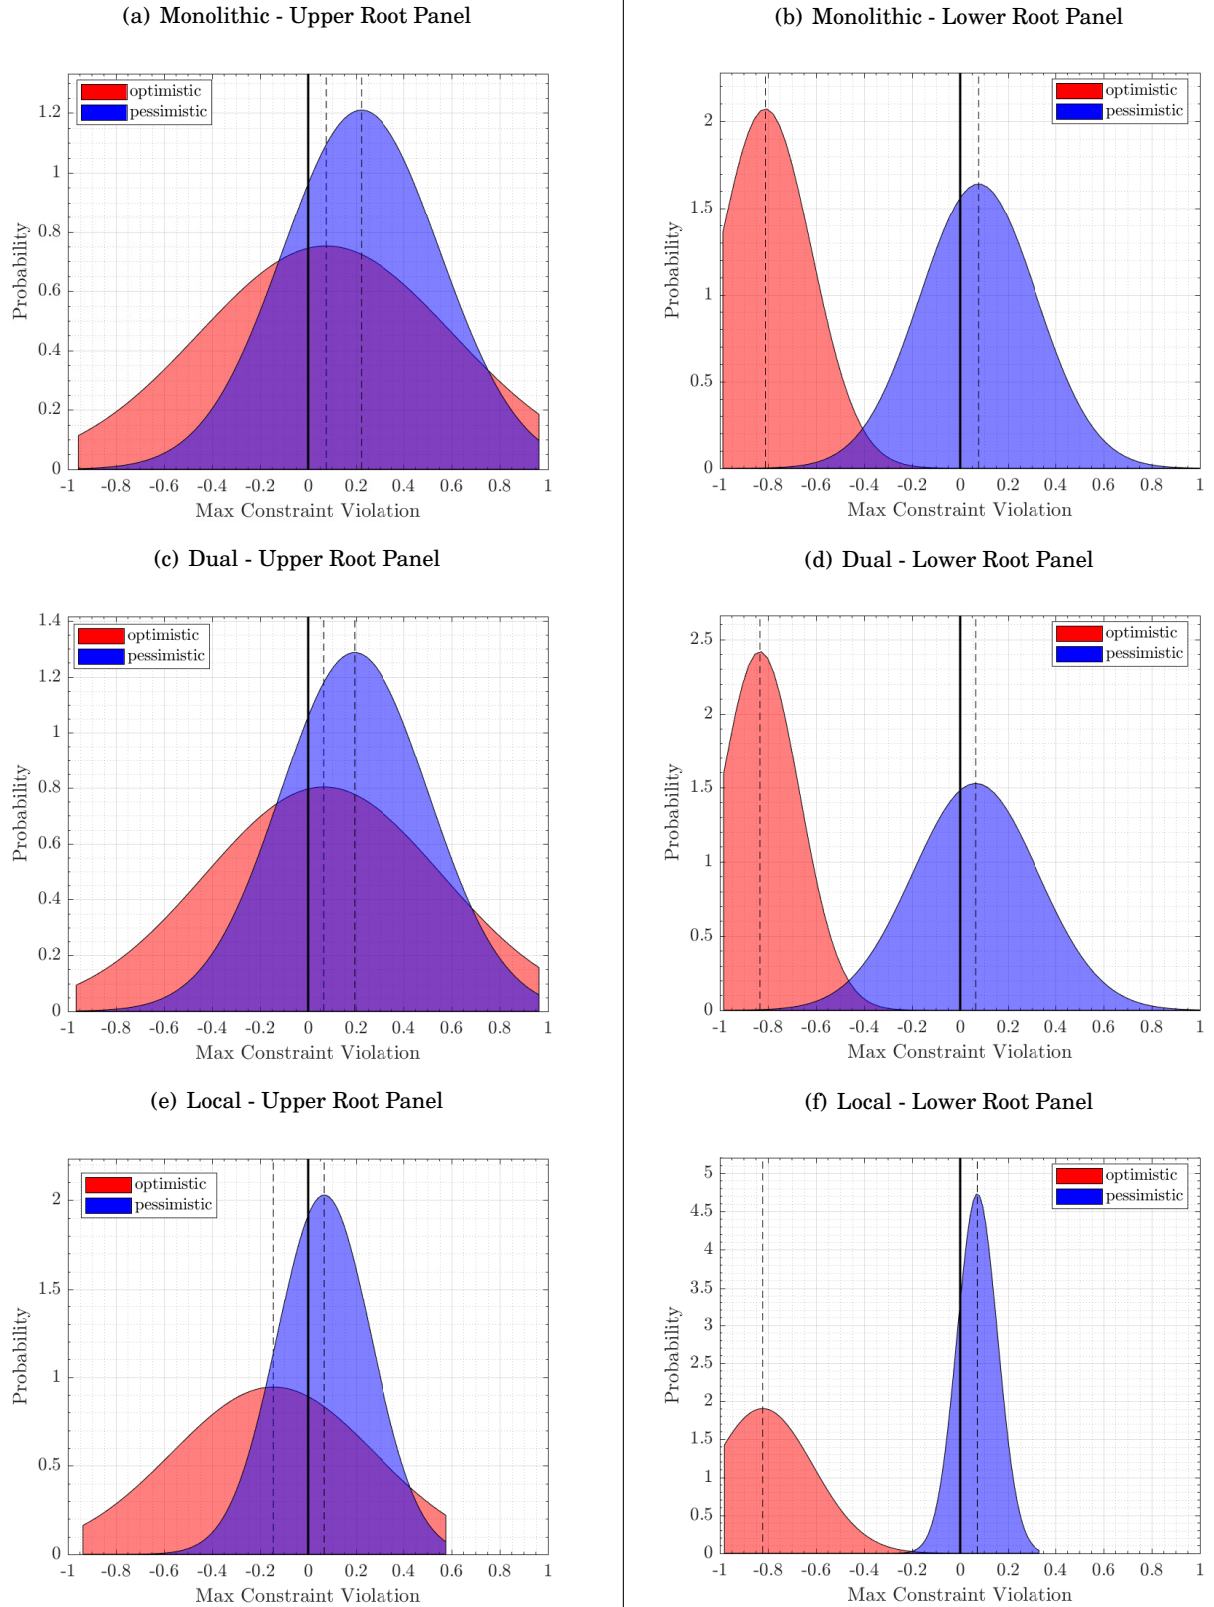 (a) Monolithic - Upper Root Panel
optimistic
pessimistic
1.2
1
0.8
0.6
0.4
0.2
0
Probability
-1 -0.8 -0.6 -0.4 -0.2 0 0.2 0.4 0.6 0.8 1
Max Constraint Violation
(b) Monolithic - Lower Root Panel
optimistic
pessimistic
2
1.5
1
0.5
0
Probability
-1 -0.8 -0.6 -0.4 -0.2 0 0.2 0.4 0.6 0.8 1
Max Constraint Violation
(c) Dual - Upper Root Panel
optimistic
pessimistic
1.4
1.2
1
0.8
0.6
0.4
0.2
0
Probability
-1 -0.8 -0.6 -0.4 -0.2 0 0.2 0.4 0.6 0.8 1
Max Constraint Violation
(d) Dual - Lower Root Panel
optimistic
pessimistic
2.5
2
1.5
1
0.5
0
Probability
-1 -0.8 -0.6 -0.4 -0.2 0 0.2 0.4 0.6 0.8 1
Max Constraint Violation
(e) Local - Upper Root Panel
optimistic
pessimistic
2
1.5
1
0.5
0
Probability
-1 -0.8 -0.6 -0.4 -0.2 0 0.2 0.4 0.6 0.8 1
Max Constraint Violation
(f) Local - Lower Root Panel
optimistic
pessimistic
5
4.5
4
3.5
3
2.5
2
1.5
1
0.5
0
Probability
-1 -0.8 -0.6 -0.4 -0.2 0 0.2 0.4 0.6 0.8 1
Max Constraint Violation